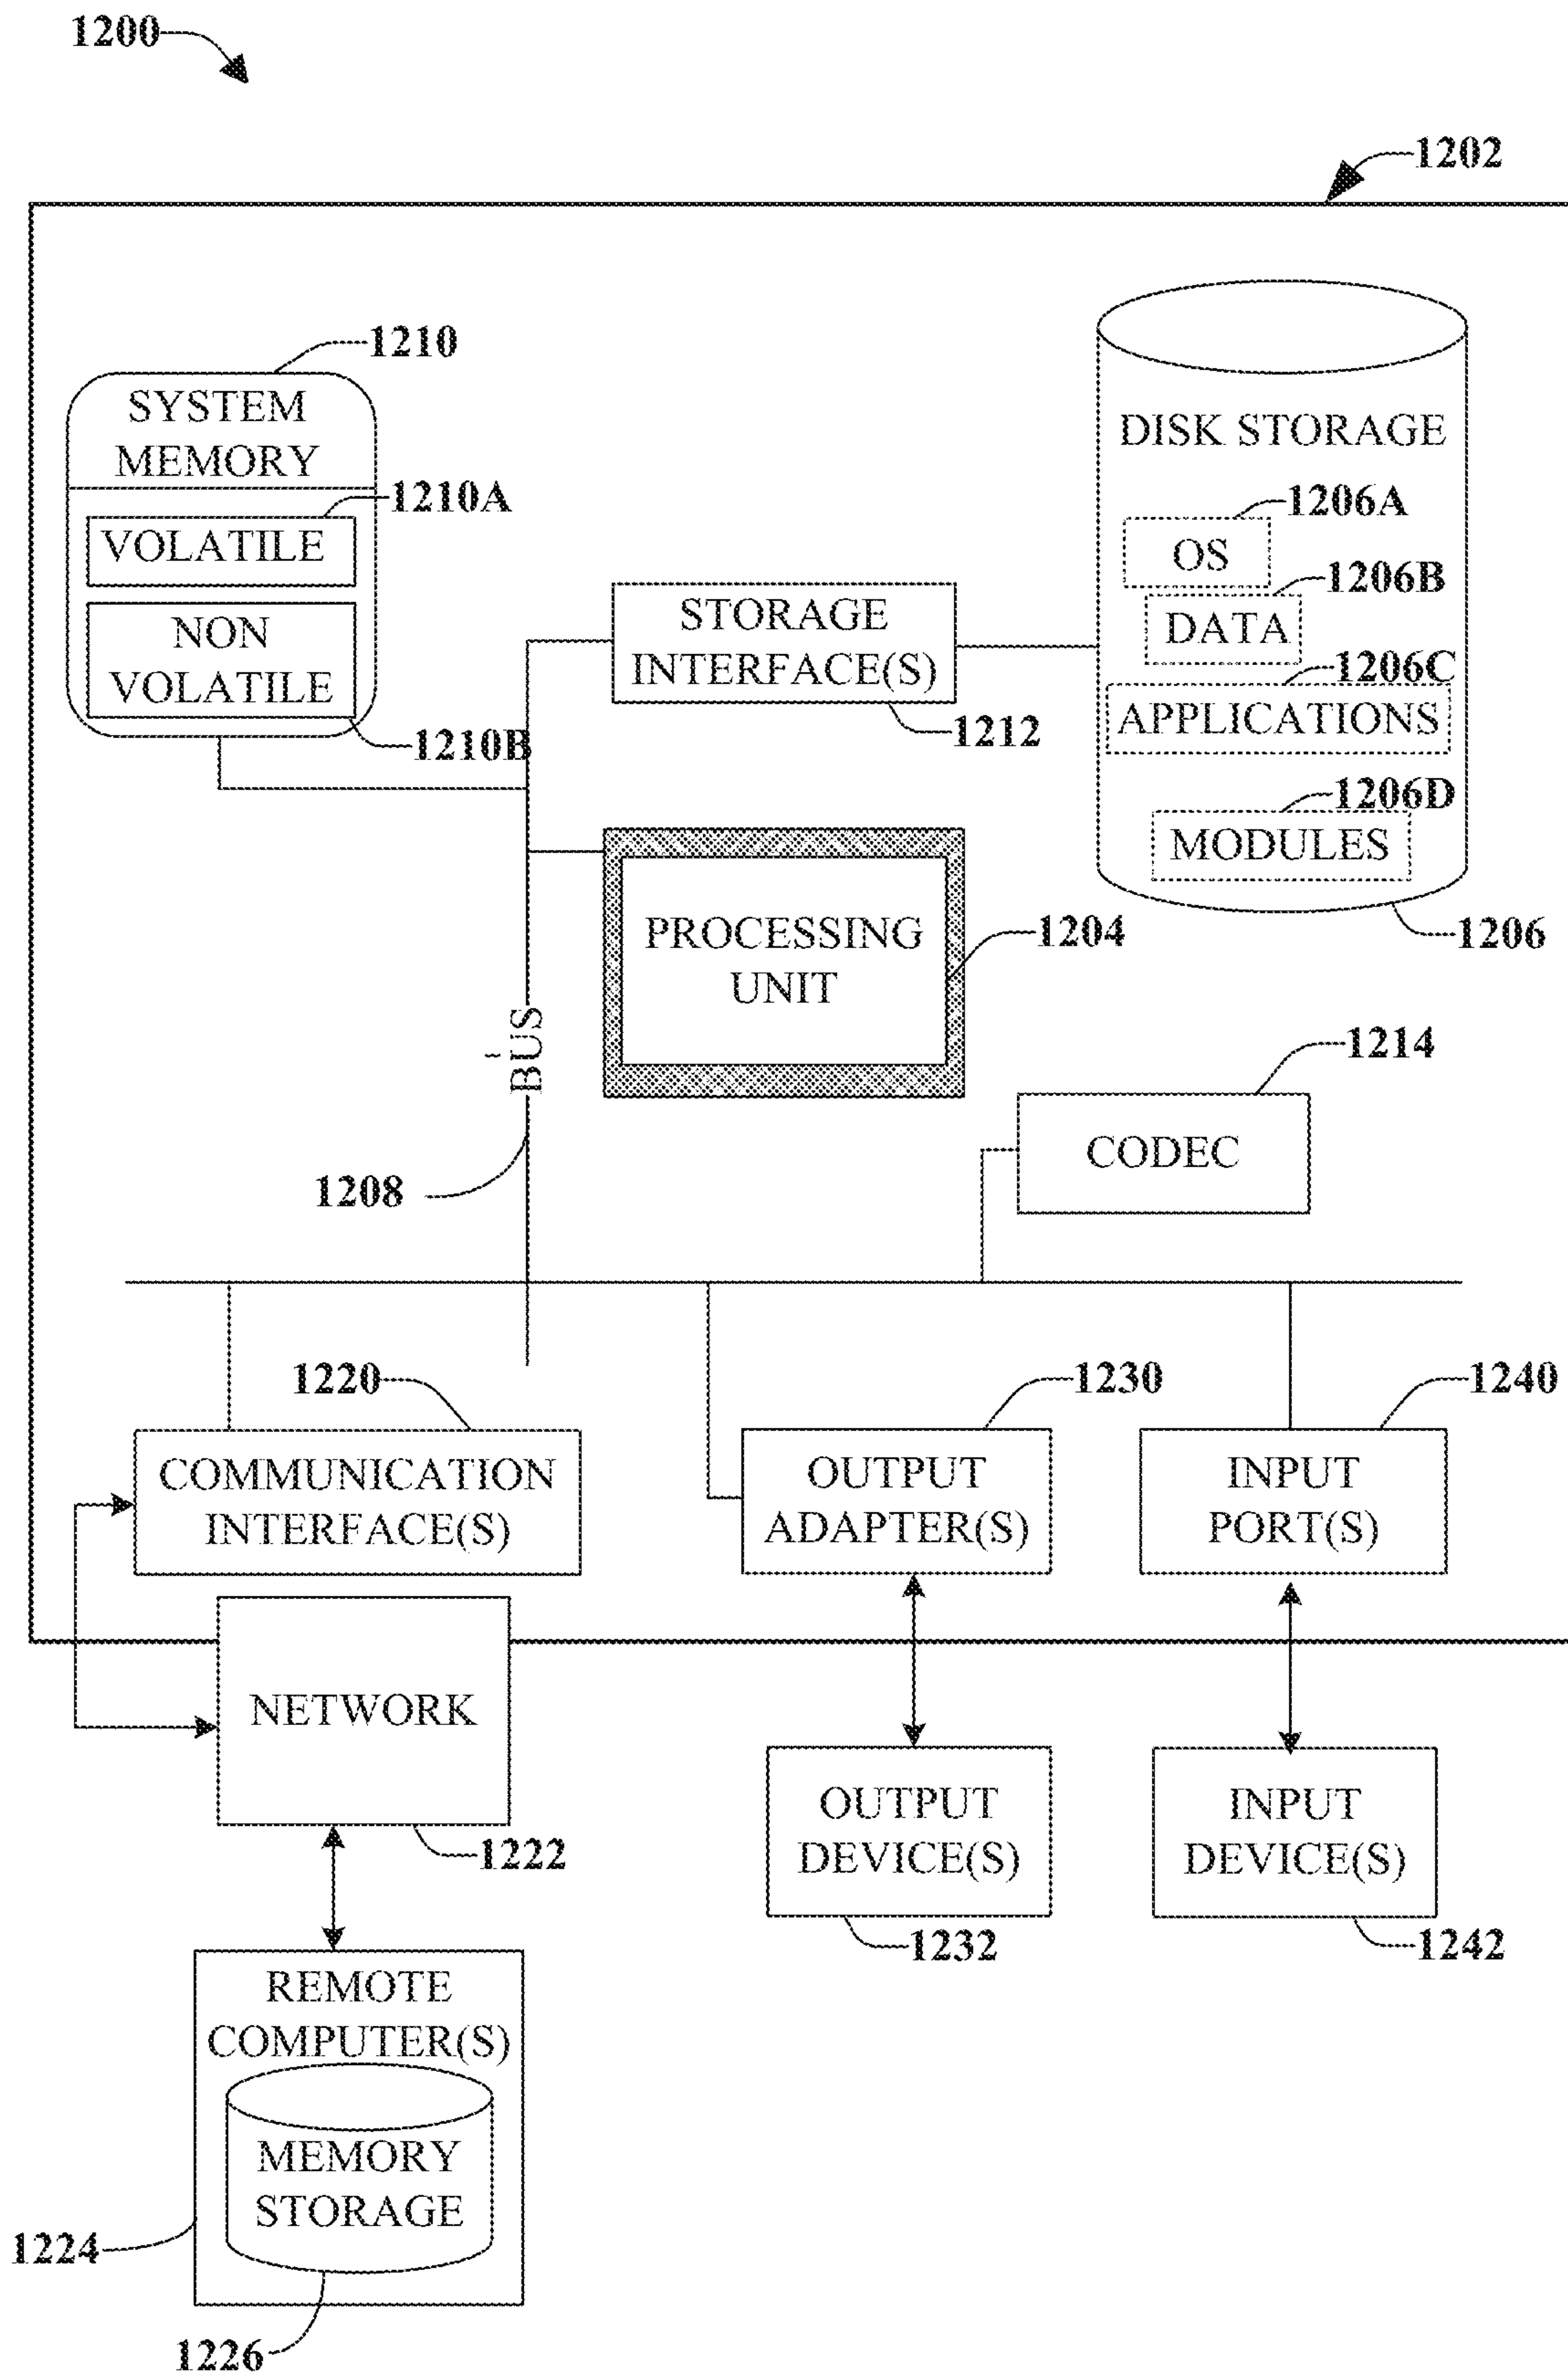 1200
1202
1210
SYSTEM
MEMORY
1210A
VOLATILE
NON
VOLATILE
1210B
STORAGE
INTERFACE(S)
1212
DISK STORAGE
1206A
OS
1206B
DATA
1206C
APPLICATIONS
1206D
MODULES
1206
PROCESSING
UNIT
1204
BUS
1208
1214
CODEC
1220
COMMUNICATION
INTERFACE(S)
1230
OUTPUT
ADAPTER(S)
1240
INPUT
PORT(S)
NETWORK
1222
OUTPUT
DEVICE(S)
1232
INPUT
DEVICE(S)
1242
REMOTE
COMPUTER(S)
MEMORY
STORAGE
1224
1226